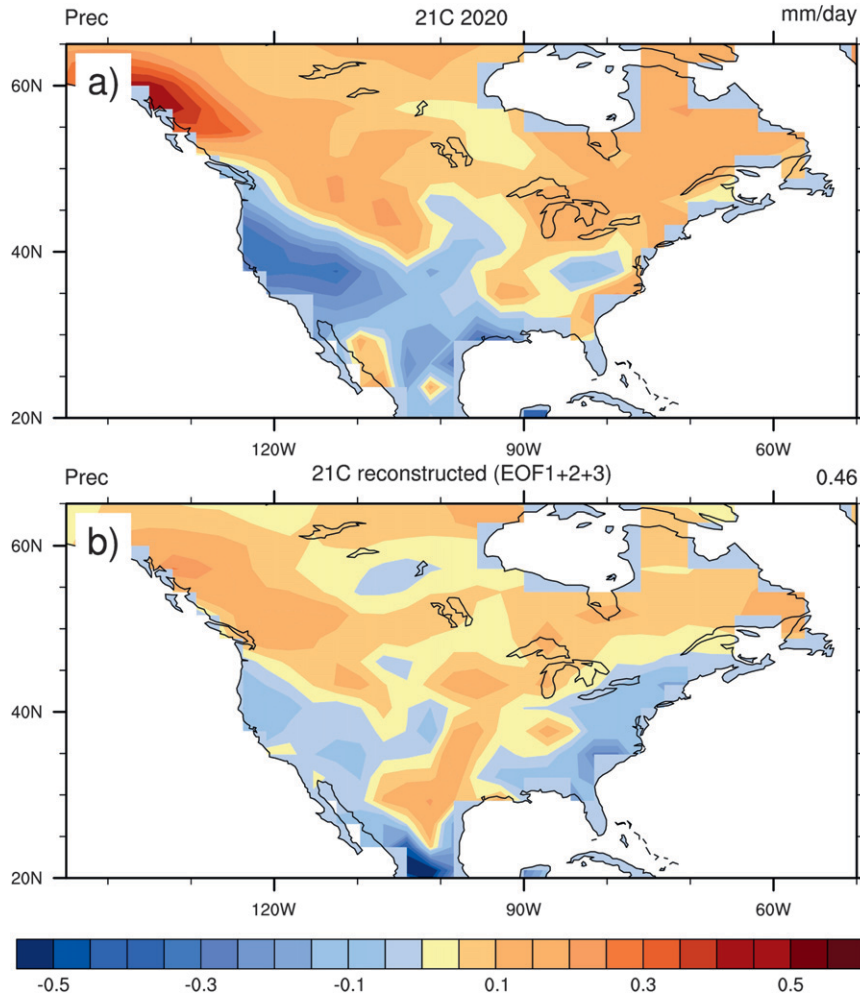 Prec 21C 2020 mm/day
a)
60N
40N
20N
120W 90W 60W
Prec 21C reconstructed (EOF1+2+3) 0.46
b)
60N
40N
20N
120W 90W 60W
-0.5 -0.3 -0.1 0.1 0.3 0.5